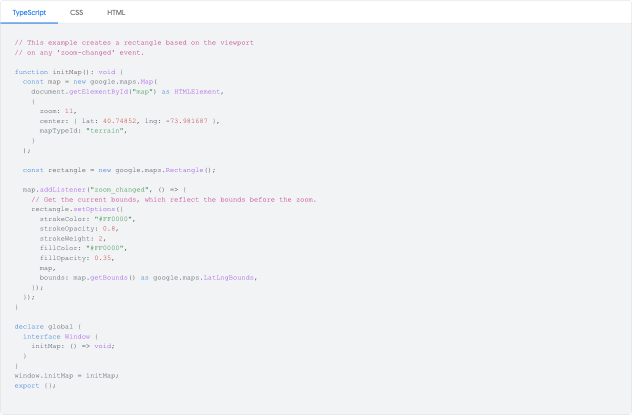 TypeScript CSS HTML
// This example creates a rectangle based on the viewport
// on any 'zoom-changed' event.
function initMap(): void {
  const map = new google.maps.Map(
    document.getElementById("map") as HTMLElement,
    {
      zoom: 11,
      center: { lat: 40.74852, lng: -73.981687 },
      mapTypeId: "terrain",
    }
  );
  const rectangle = new google.maps.Rectangle();
  map.addListener("zoom_changed", () => {
    // Get the current bounds, which reflect the bounds before the zoom.
    rectangle.setOptions({
      strokeColor: "#FF0000",
      strokeOpacity: 0.8,
      strokeWeight: 2,
      fillColor: "#FF0000",
      fillOpacity: 0.35,
      map,
      bounds: map.getBounds() as google.maps.LatLngBounds,
    });
  });
}
declare global {
  interface Window {
    initMap: () => void;
  }
}
window.initMap = initMap;
export {};